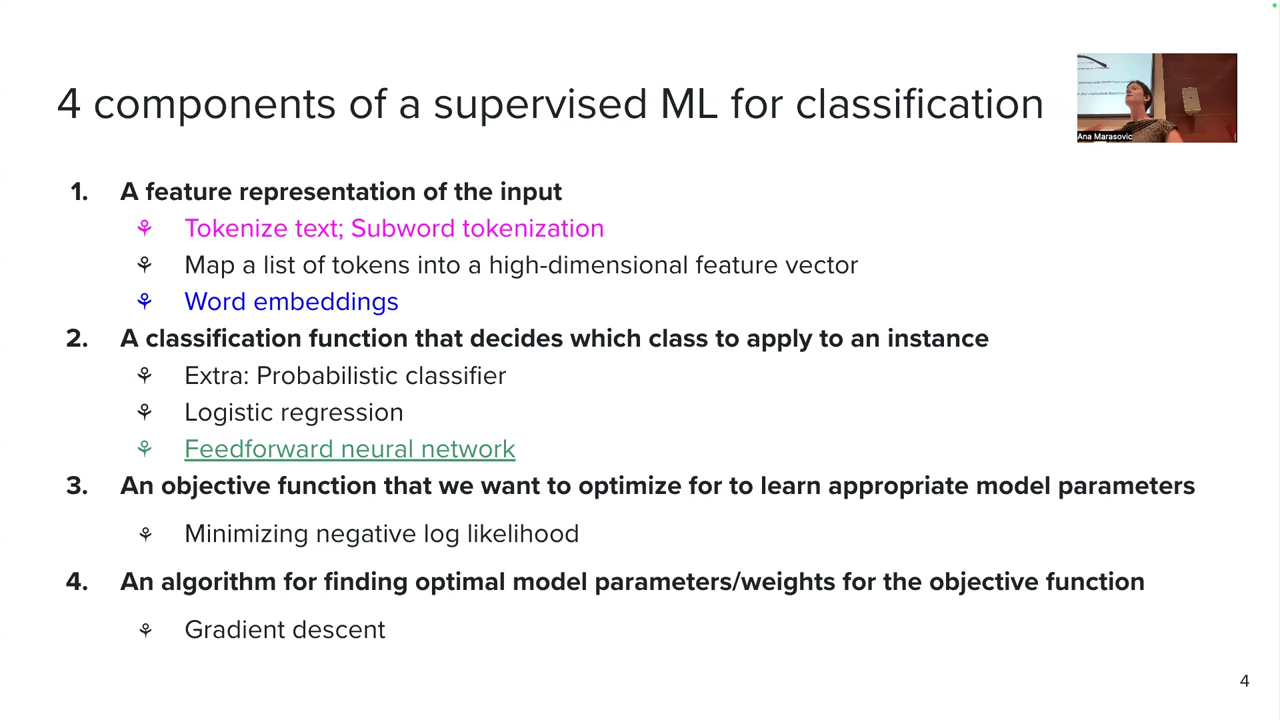 4 components of a supervised ML for classification
Ana Marasovic
1. A feature representation of the input
Tokenize text; Subword tokenization
Map a list of tokens into a high-dimensional feature vector
Word embeddings
2. A classification function that decides which class to apply to an instance
Extra: Probabilistic classifier
Logistic regression
Feedforward neural network
3. An objective function that we want to optimize for to learn appropriate model parameters
Minimizing negative log likelihood
4. An algorithm for finding optimal model parameters/weights for the objective function
Gradient descent
4